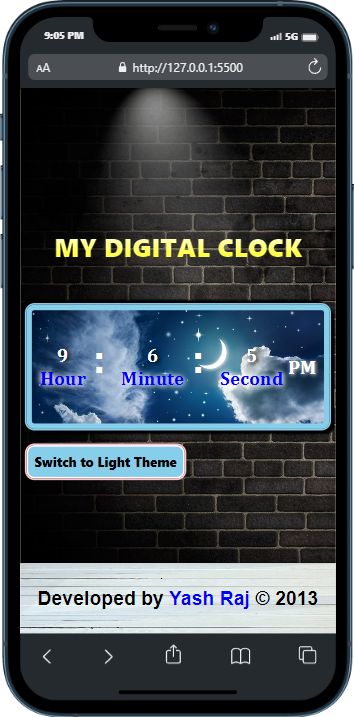 9:05 PM 5G
AA http://127.0.0.1:5500
MY DIGITAL CLOCK
9 : 6 : 5 PM
Hour Minute Second
Switch to Light Theme
Developed by Yash Raj © 2013